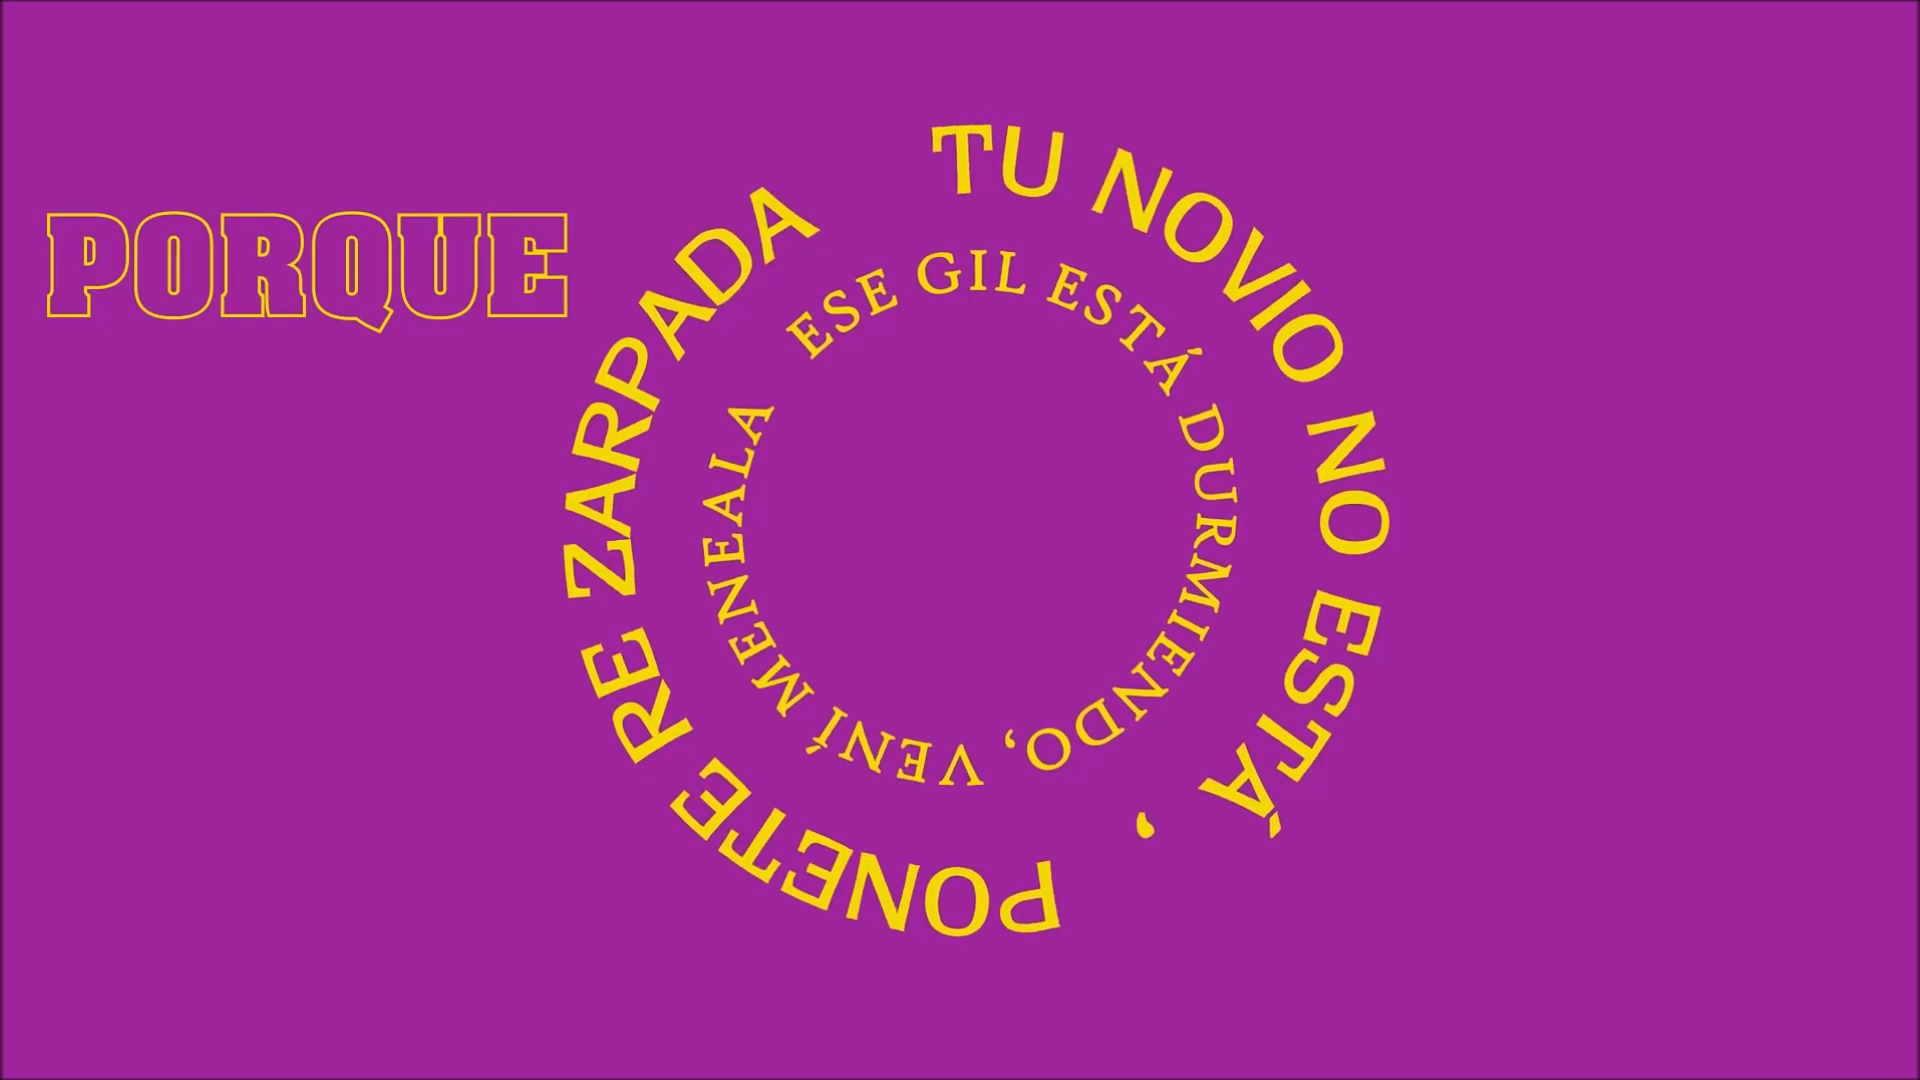 PORQUE
TU NOVIO NO ESTÁ , PONETE RE ZARPADA
ESE GIL ESTÁ DURMIENDO, VENÍ MENEALA